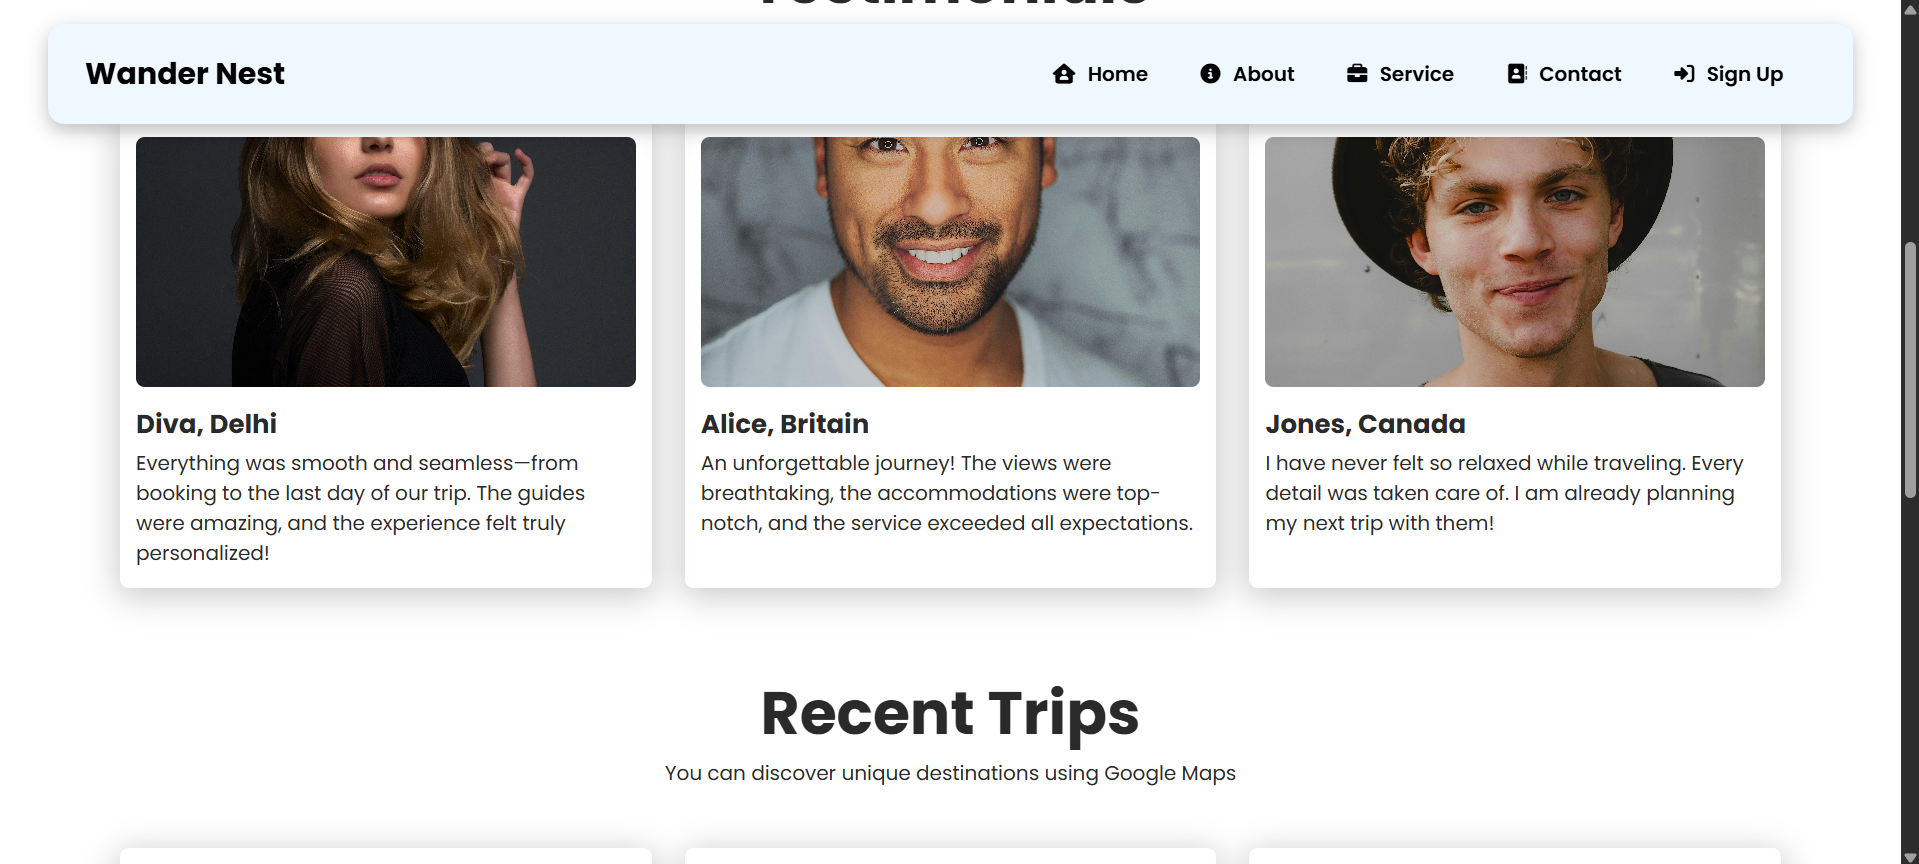 Testimonials
Wander Nest
Home
About
Service
Contact
Sign Up
Diva, Delhi
Everything was smooth and seamless—from
booking to the last day of our trip. The guides
were amazing, and the experience felt truly
personalized!
Alice, Britain
An unforgettable journey! The views were
breathtaking, the accommodations were top-
notch, and the service exceeded all expectations.
Jones, Canada
I have never felt so relaxed while traveling. Every
detail was taken care of. I am already planning
my next trip with them!
Recent Trips
You can discover unique destinations using Google Maps